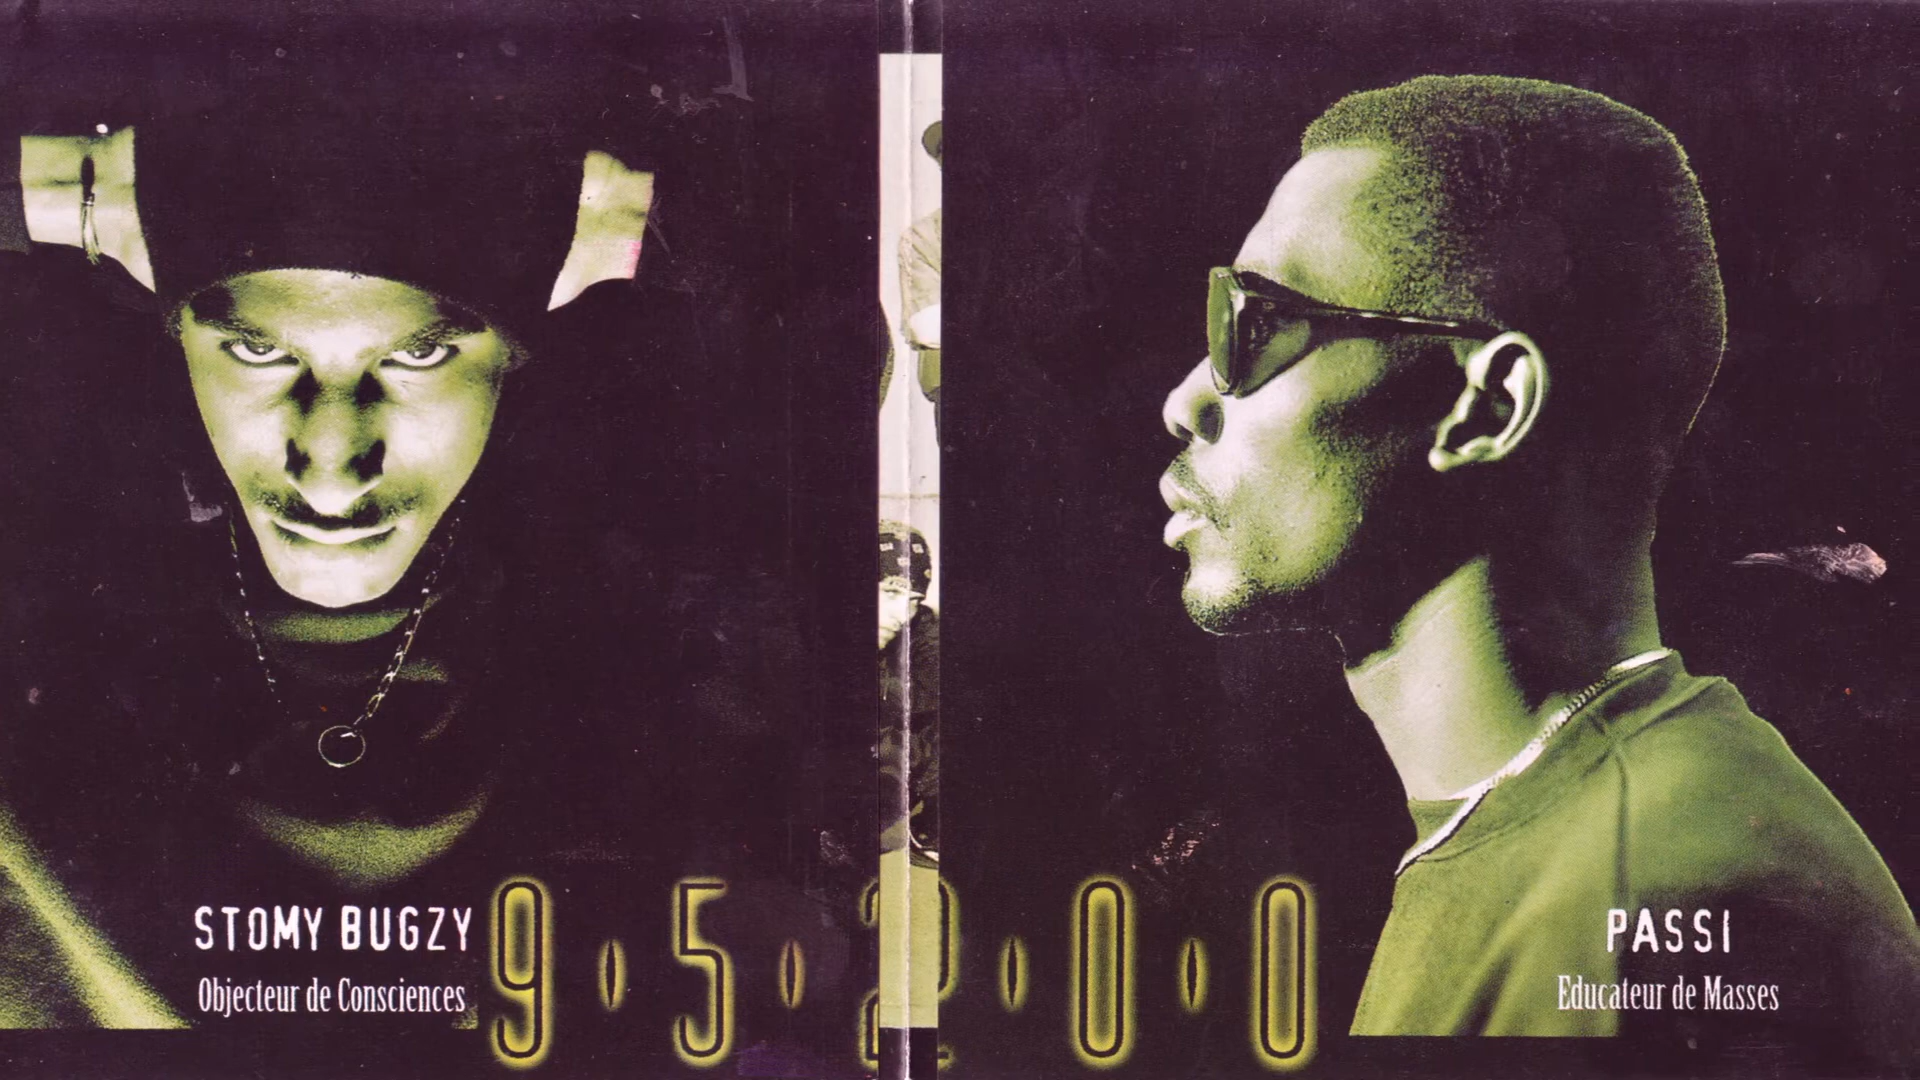 STOMY BUGZY
Objecteur de Consciences
9·5·2·0·0
PASSI
Educateur de Masses